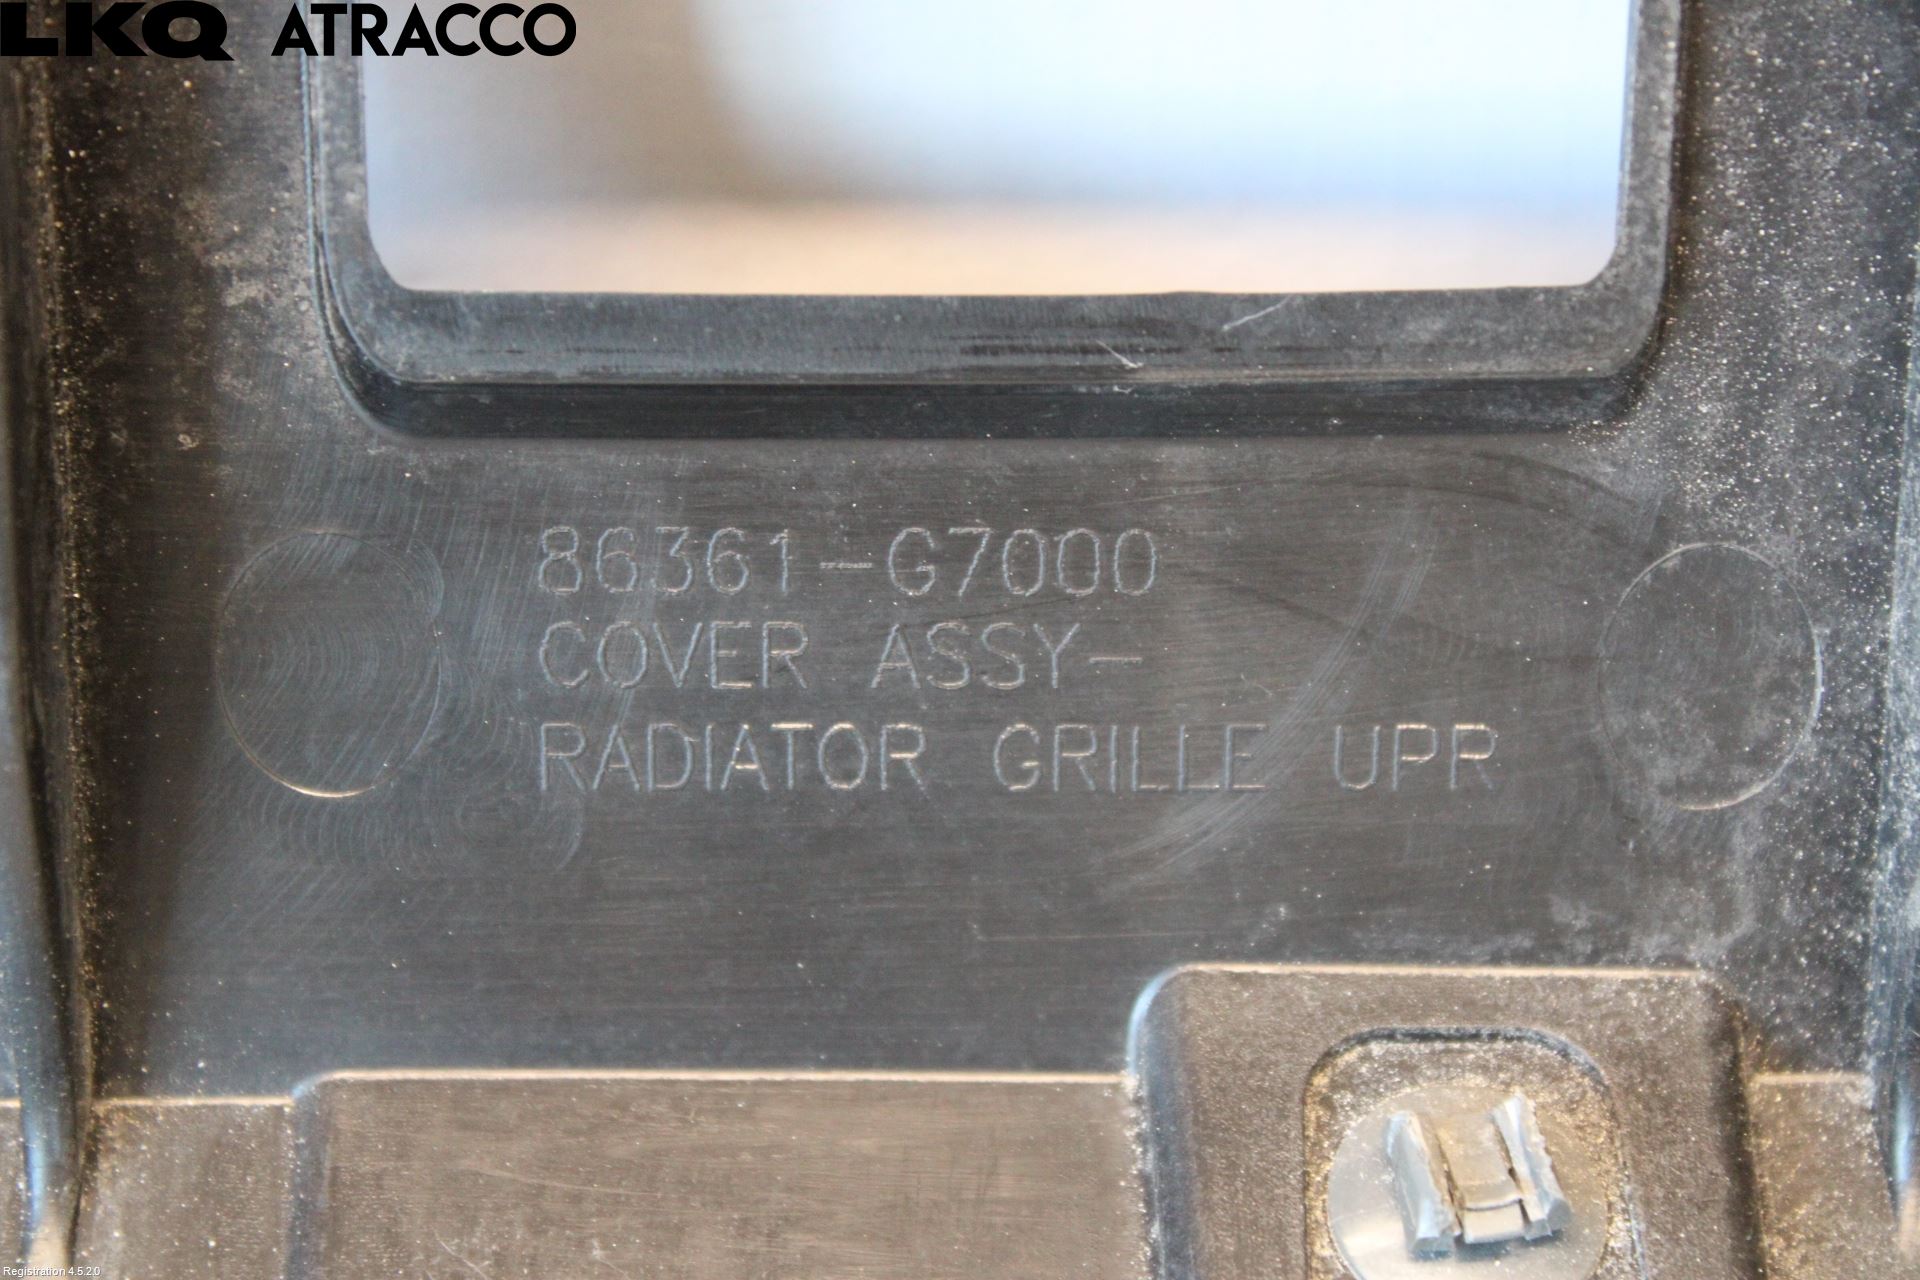 LKQ ATRACCO
86361-G7000
COVER ASSY-
RADIATOR GRILLE UPR
Registration 4.5.2.0